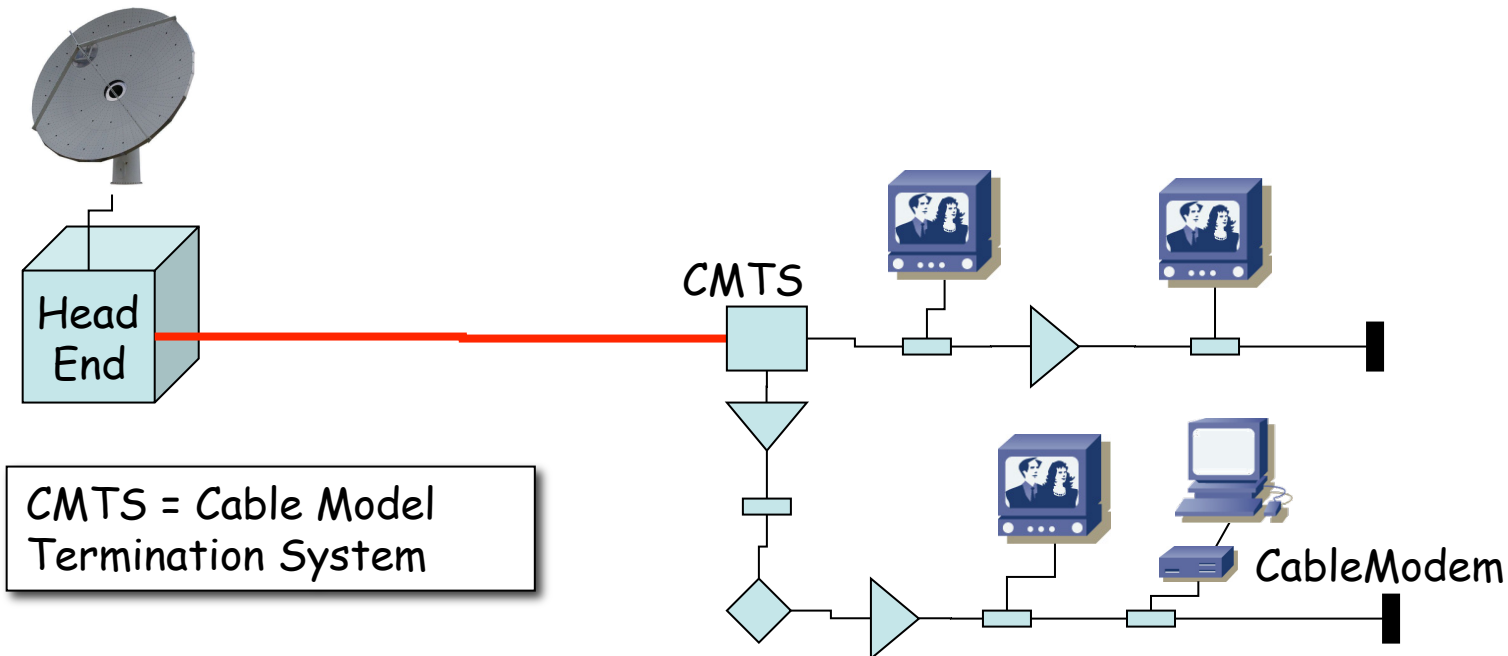 CMTS
Head
End
CMTS = Cable Model
Termination System
CableModem